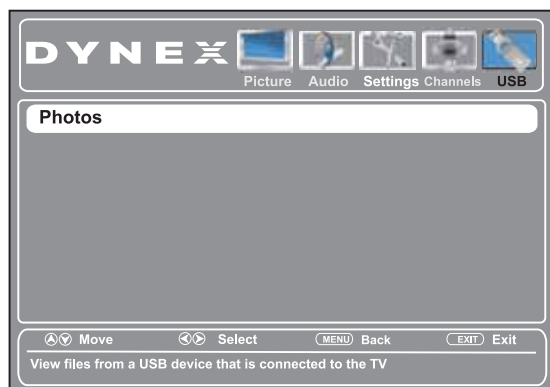 DYNEX
Picture Audio Settings Channels USB
Photos
Move Select MENU Back EXIT Exit
View files from a USB device that is connected to the TV